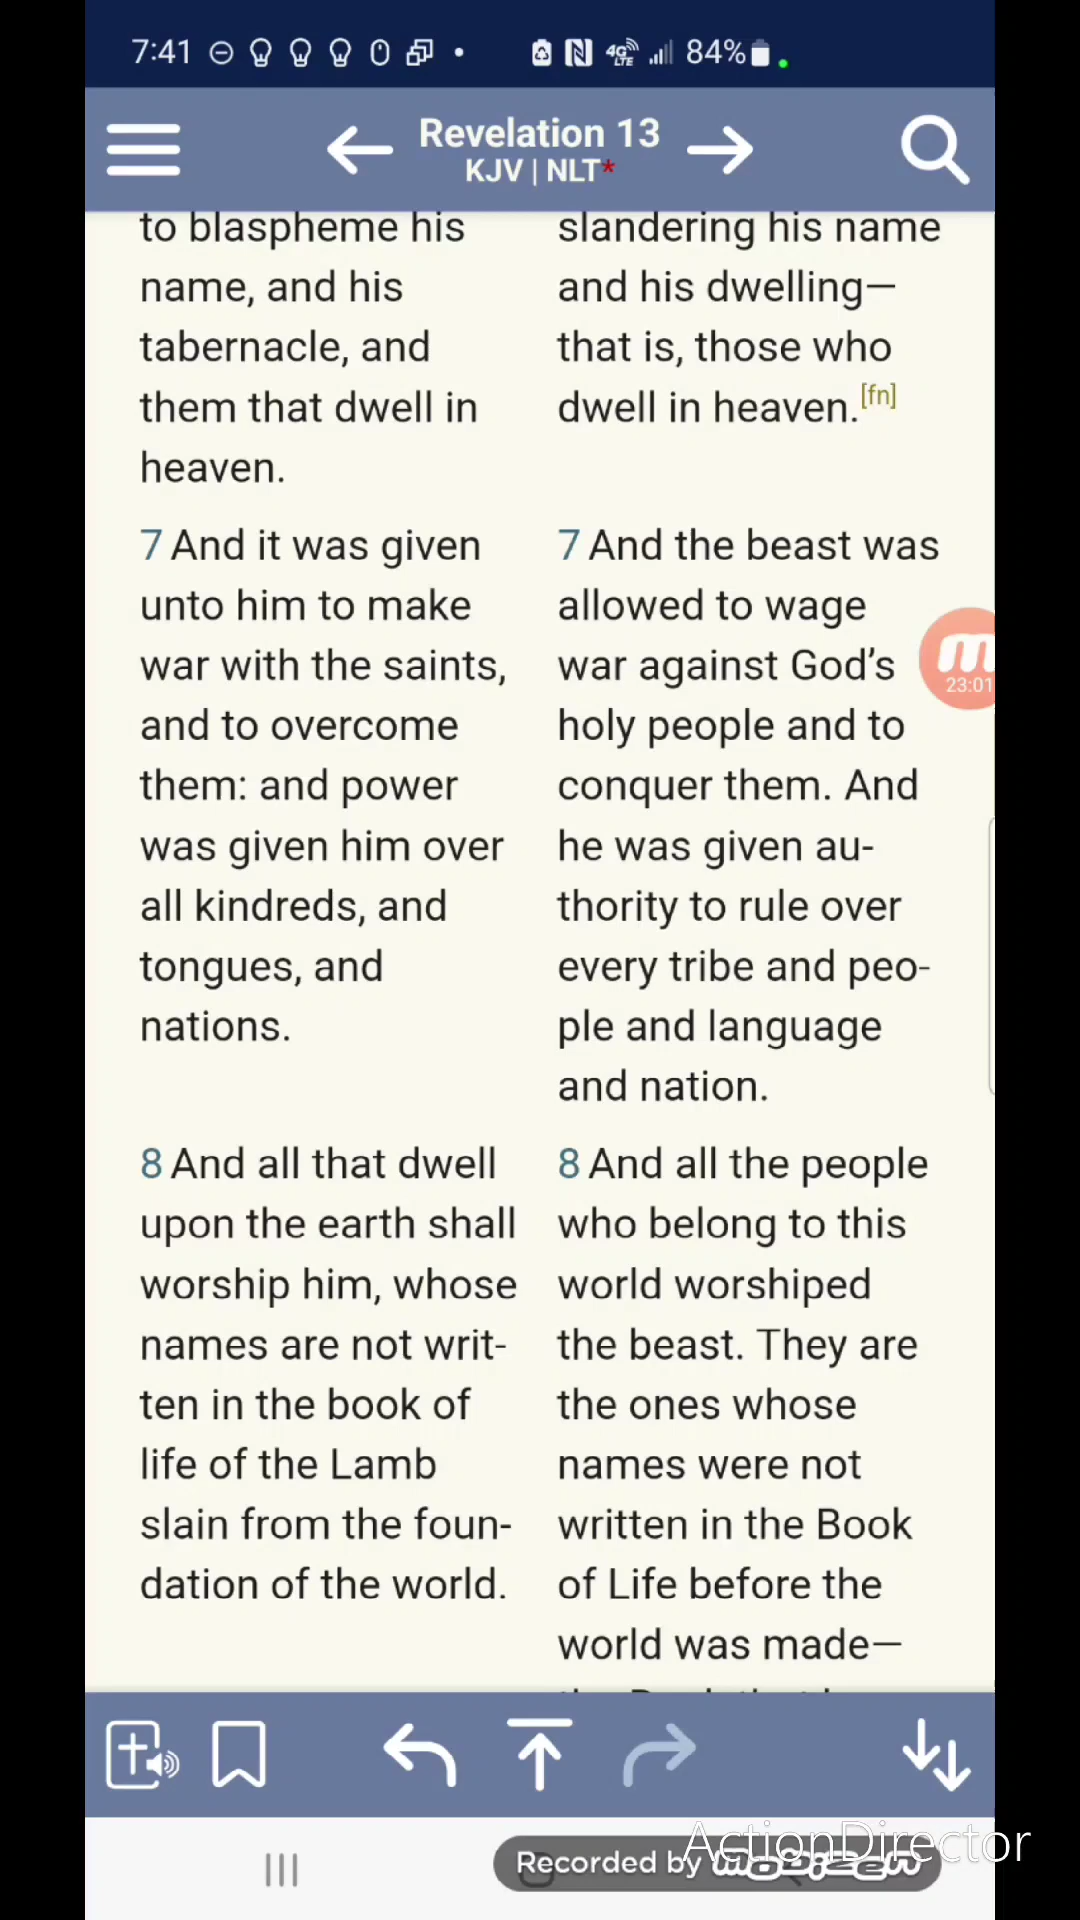 7:41 4G LTE 84%
Revelation 13
KJV | NLT*
to blaspheme his
name, and his
tabernacle, and
them that dwell in
heaven.
7 And it was given
unto him to make
war with the saints,
and to overcome
them: and power
was given him over
all kindreds, and
tongues, and
nations.
8 And all that dwell
upon the earth shall
worship him, whose
names are not writ-
ten in the book of
life of the Lamb
slain from the foun-
dation of the world.
slandering his name
and his dwelling—
that is, those who
dwell in heaven.[fn]
7 And the beast was
allowed to wage
war against God’s
holy people and to
conquer them. And
he was given au-
thority to rule over
every tribe and peo-
ple and language
and nation.
8 And all the people
who belong to this
world worshiped
the beast. They are
the ones whose
names were not
written in the Book
of Life before the
world was made—
m
23:01
ActionDirector
Recorded by mobizen